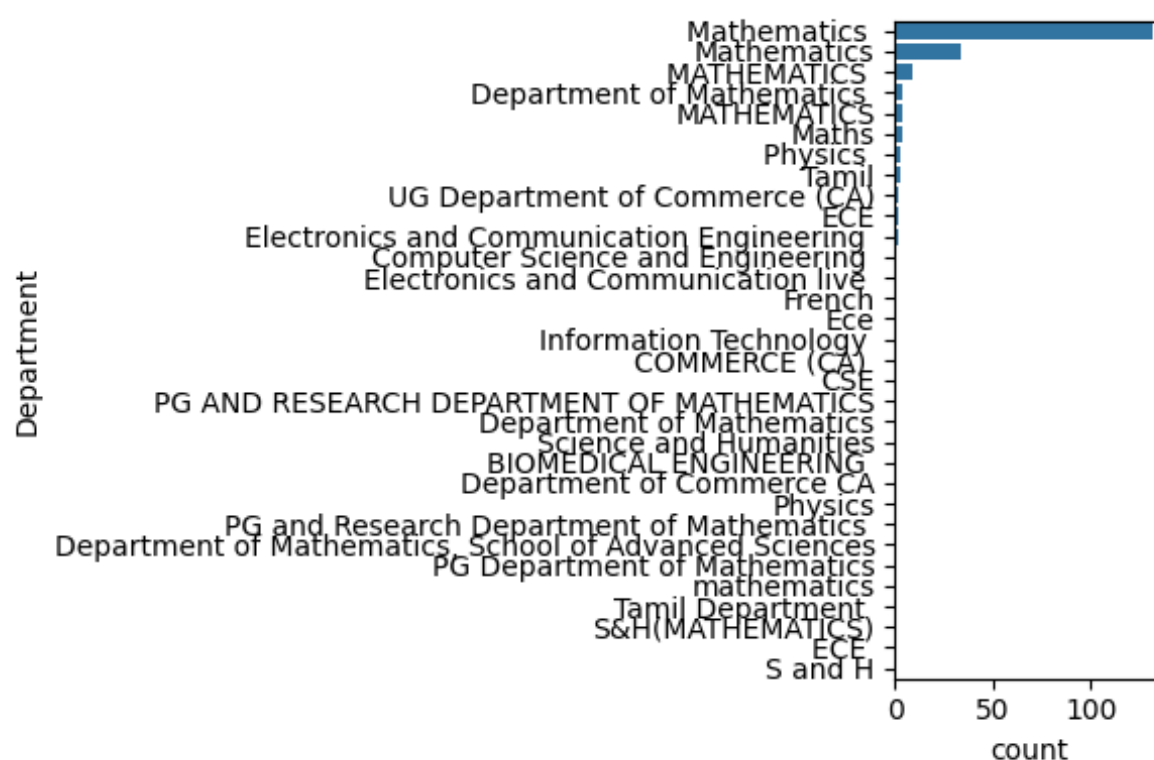 Mathematics
Mathematics
MATHEMATICS
Department of Mathematics
MATHEMATICS
Maths
Physics
Tamil
UG Department of Commerce (CA)
ECE
Electronics and Communication Engineering
Computer Science and Engineering
Electronics and Communication live
French
Ece
Information Technology
COMMERCE (CA)
CSE
PG AND RESEARCH DEPARTMENT OF MATHEMATICS
Department of Mathematics
Science and Humanities
BIOMEDICAL ENGINEERING
Department of Commerce CA
Physics
PG and Research Department of Mathematics
Department of Mathematics, School of Advanced Sciences
PG Department of Mathematics
mathematics
Tamil Department
S&H(MATHEMATICS)
ECE
S and H
Department
0 50 100
count